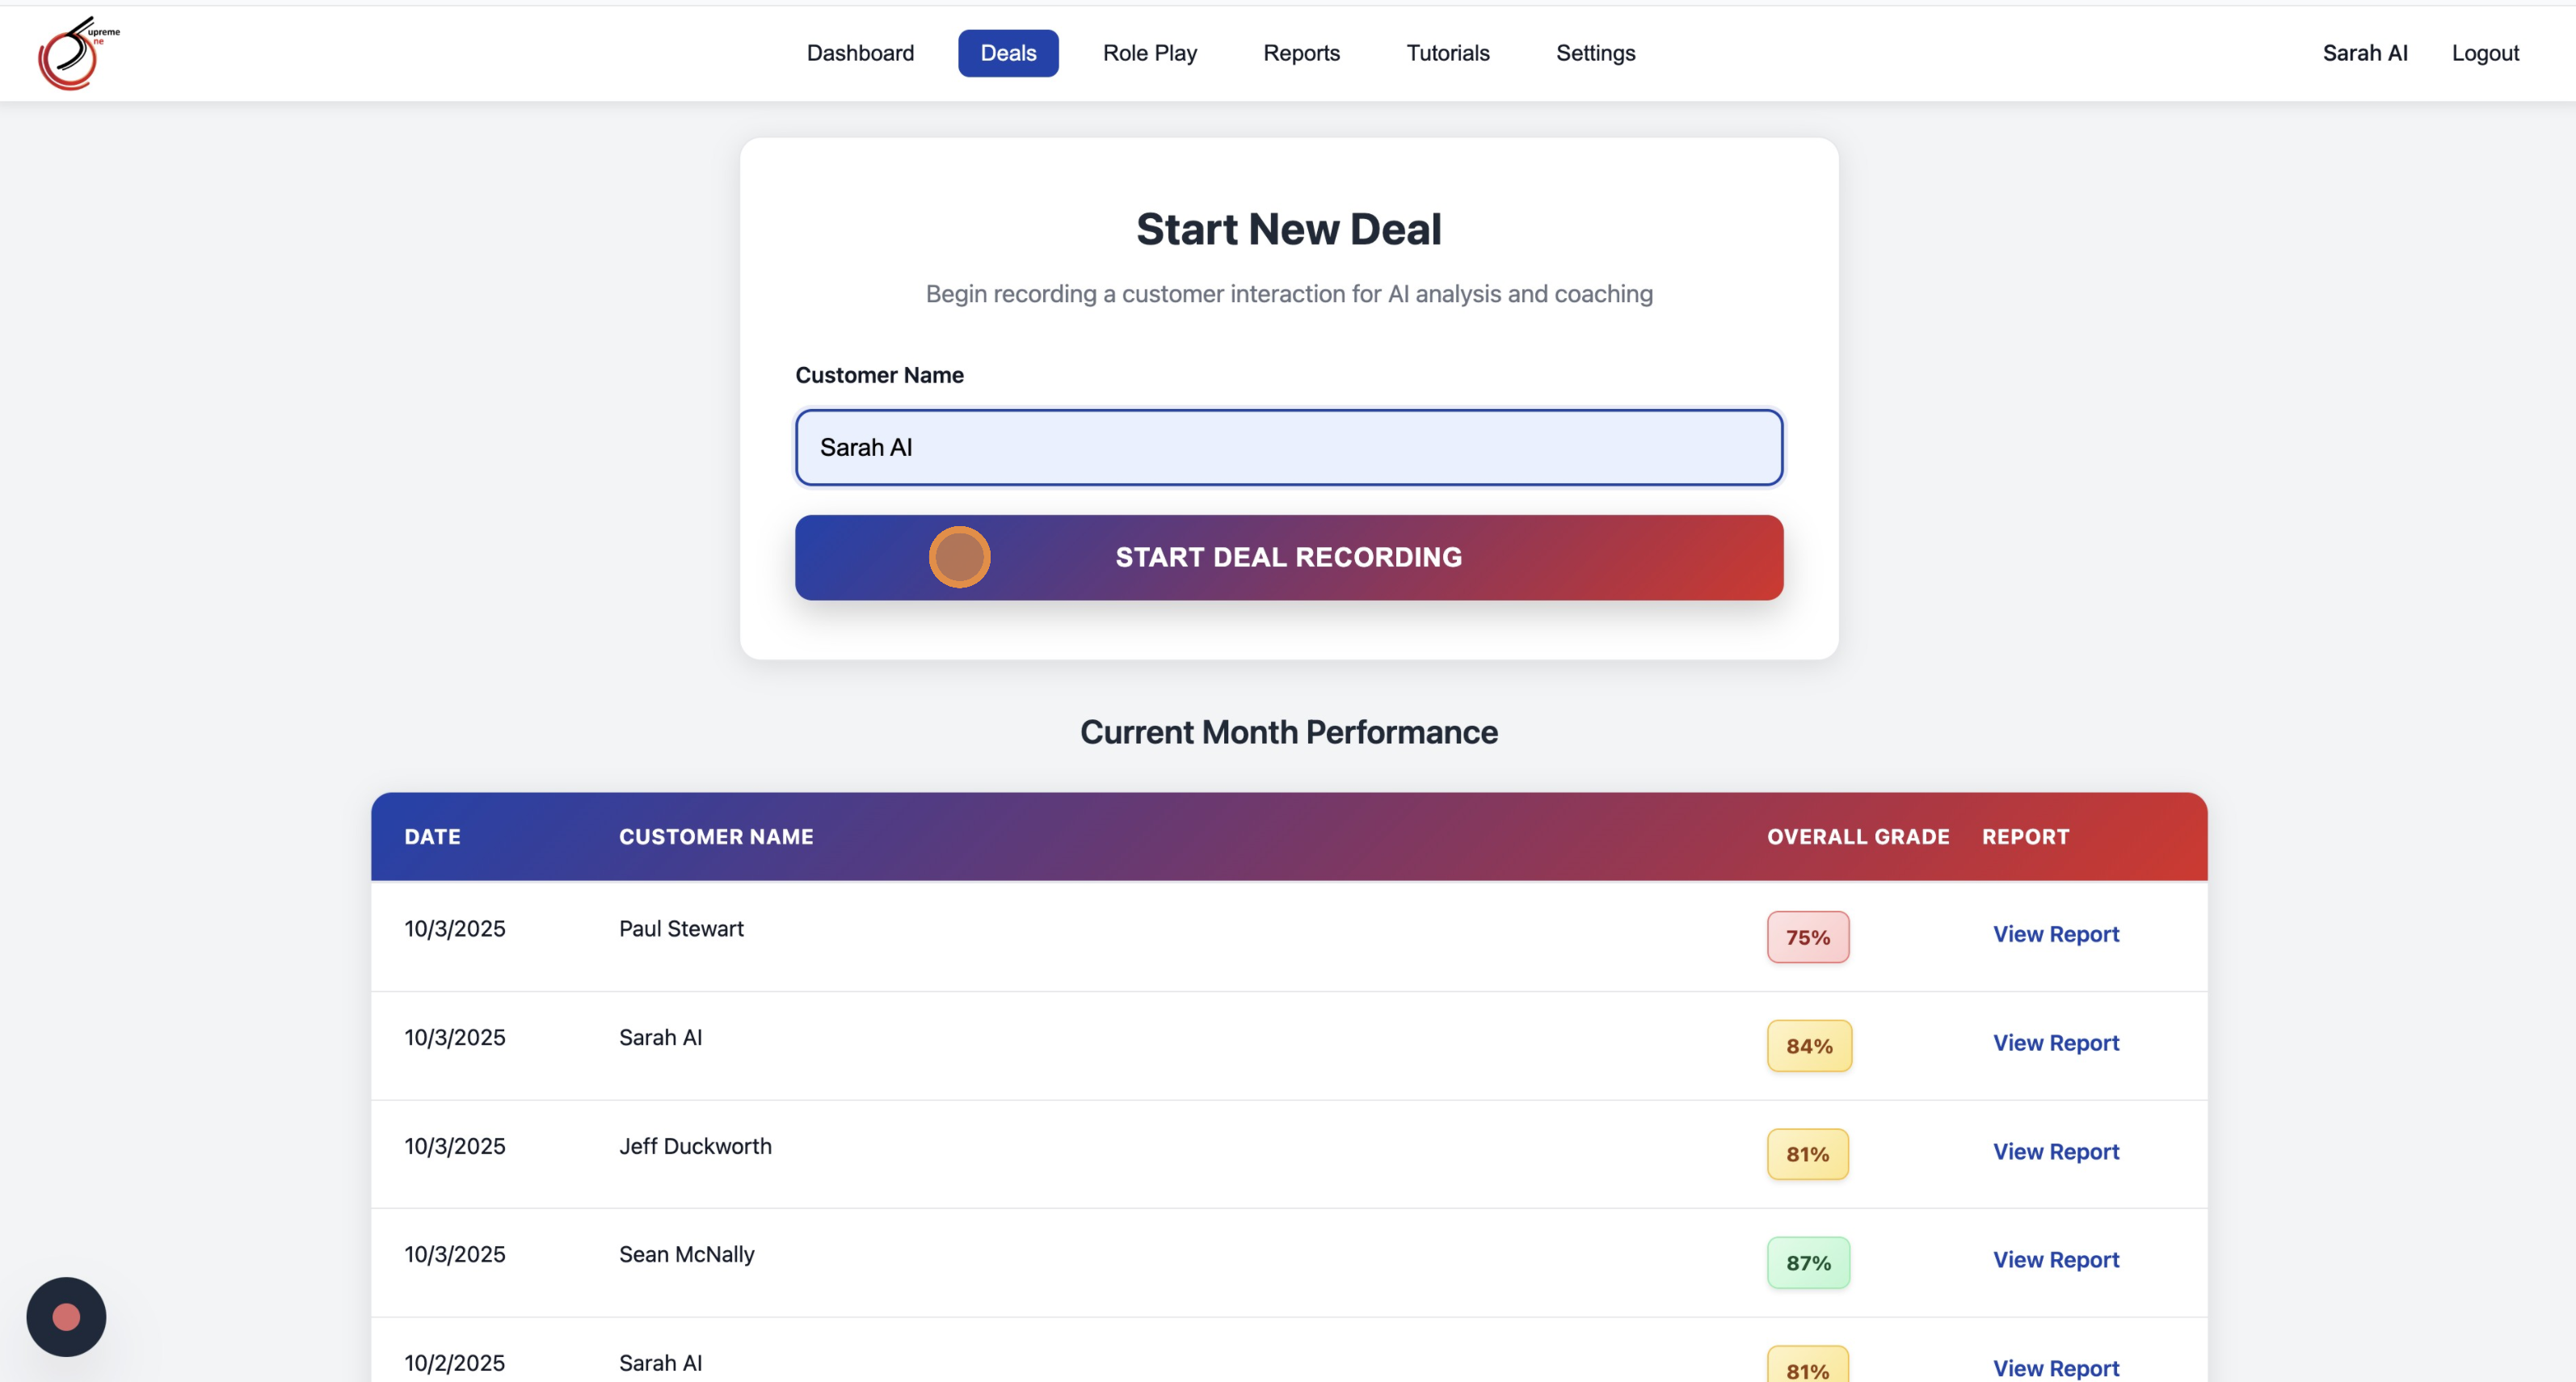 upreme
ne
Dashboard
Deals
Role Play
Reports
Tutorials
Settings
Sarah AI
Logout
Start New Deal
Begin recording a customer interaction for AI analysis and coaching
Customer Name
Sarah AI
START DEAL RECORDING
Current Month Performance
DATE CUSTOMER NAME OVERALL GRADE REPORT
10/3/2025 Paul Stewart 75% View Report
10/3/2025 Sarah AI 84% View Report
10/3/2025 Jeff Duckworth 81% View Report
10/3/2025 Sean McNally 87% View Report
10/2/2025 Sarah AI 81% View Report